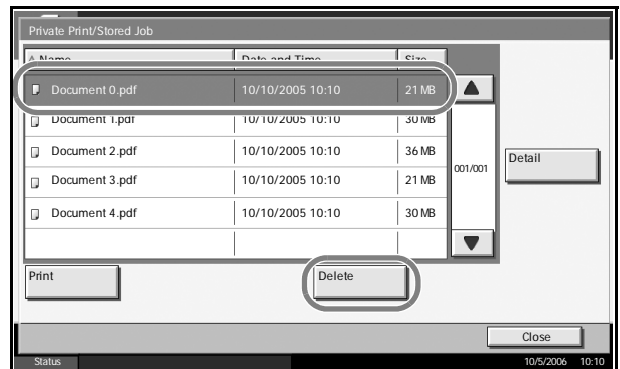 Private Print/Stored Job
Name Date and Time Size
Document 0.pdf 10/10/2005 10:10 21 MB
Document 1.pdf 10/10/2005 10:10 30 MB
Document 2.pdf 10/10/2005 10:10 36 MB
Document 3.pdf 10/10/2005 10:10 21 MB
Document 4.pdf 10/10/2005 10:10 30 MB
001/001
Detail
Print Delete
Close
Status 10/5/2006 10:10